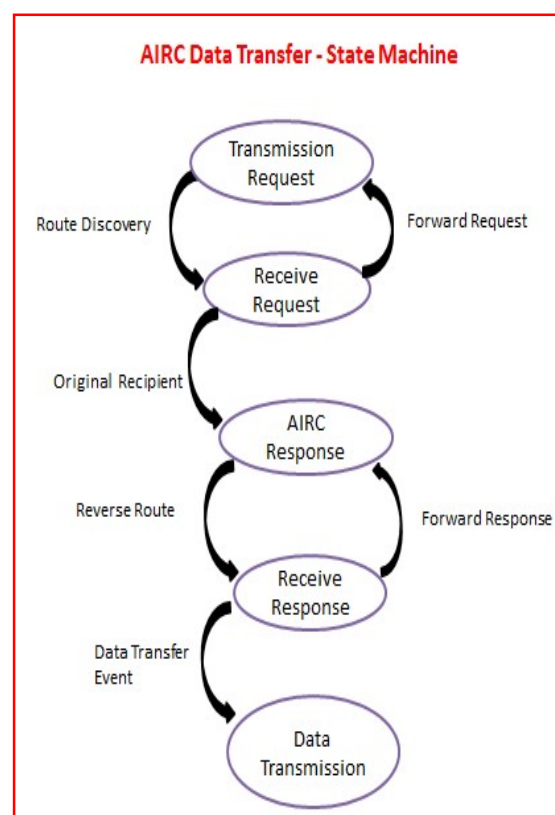 AIRC Data Transfer - State Machine
Transmission
Request
Route Discovery
Forward Request
Receive
Request
Original Recipient
AIRC
Response
Reverse Route
Forward Response
Receive
Response
Data Transfer
Event
Data
Transmission